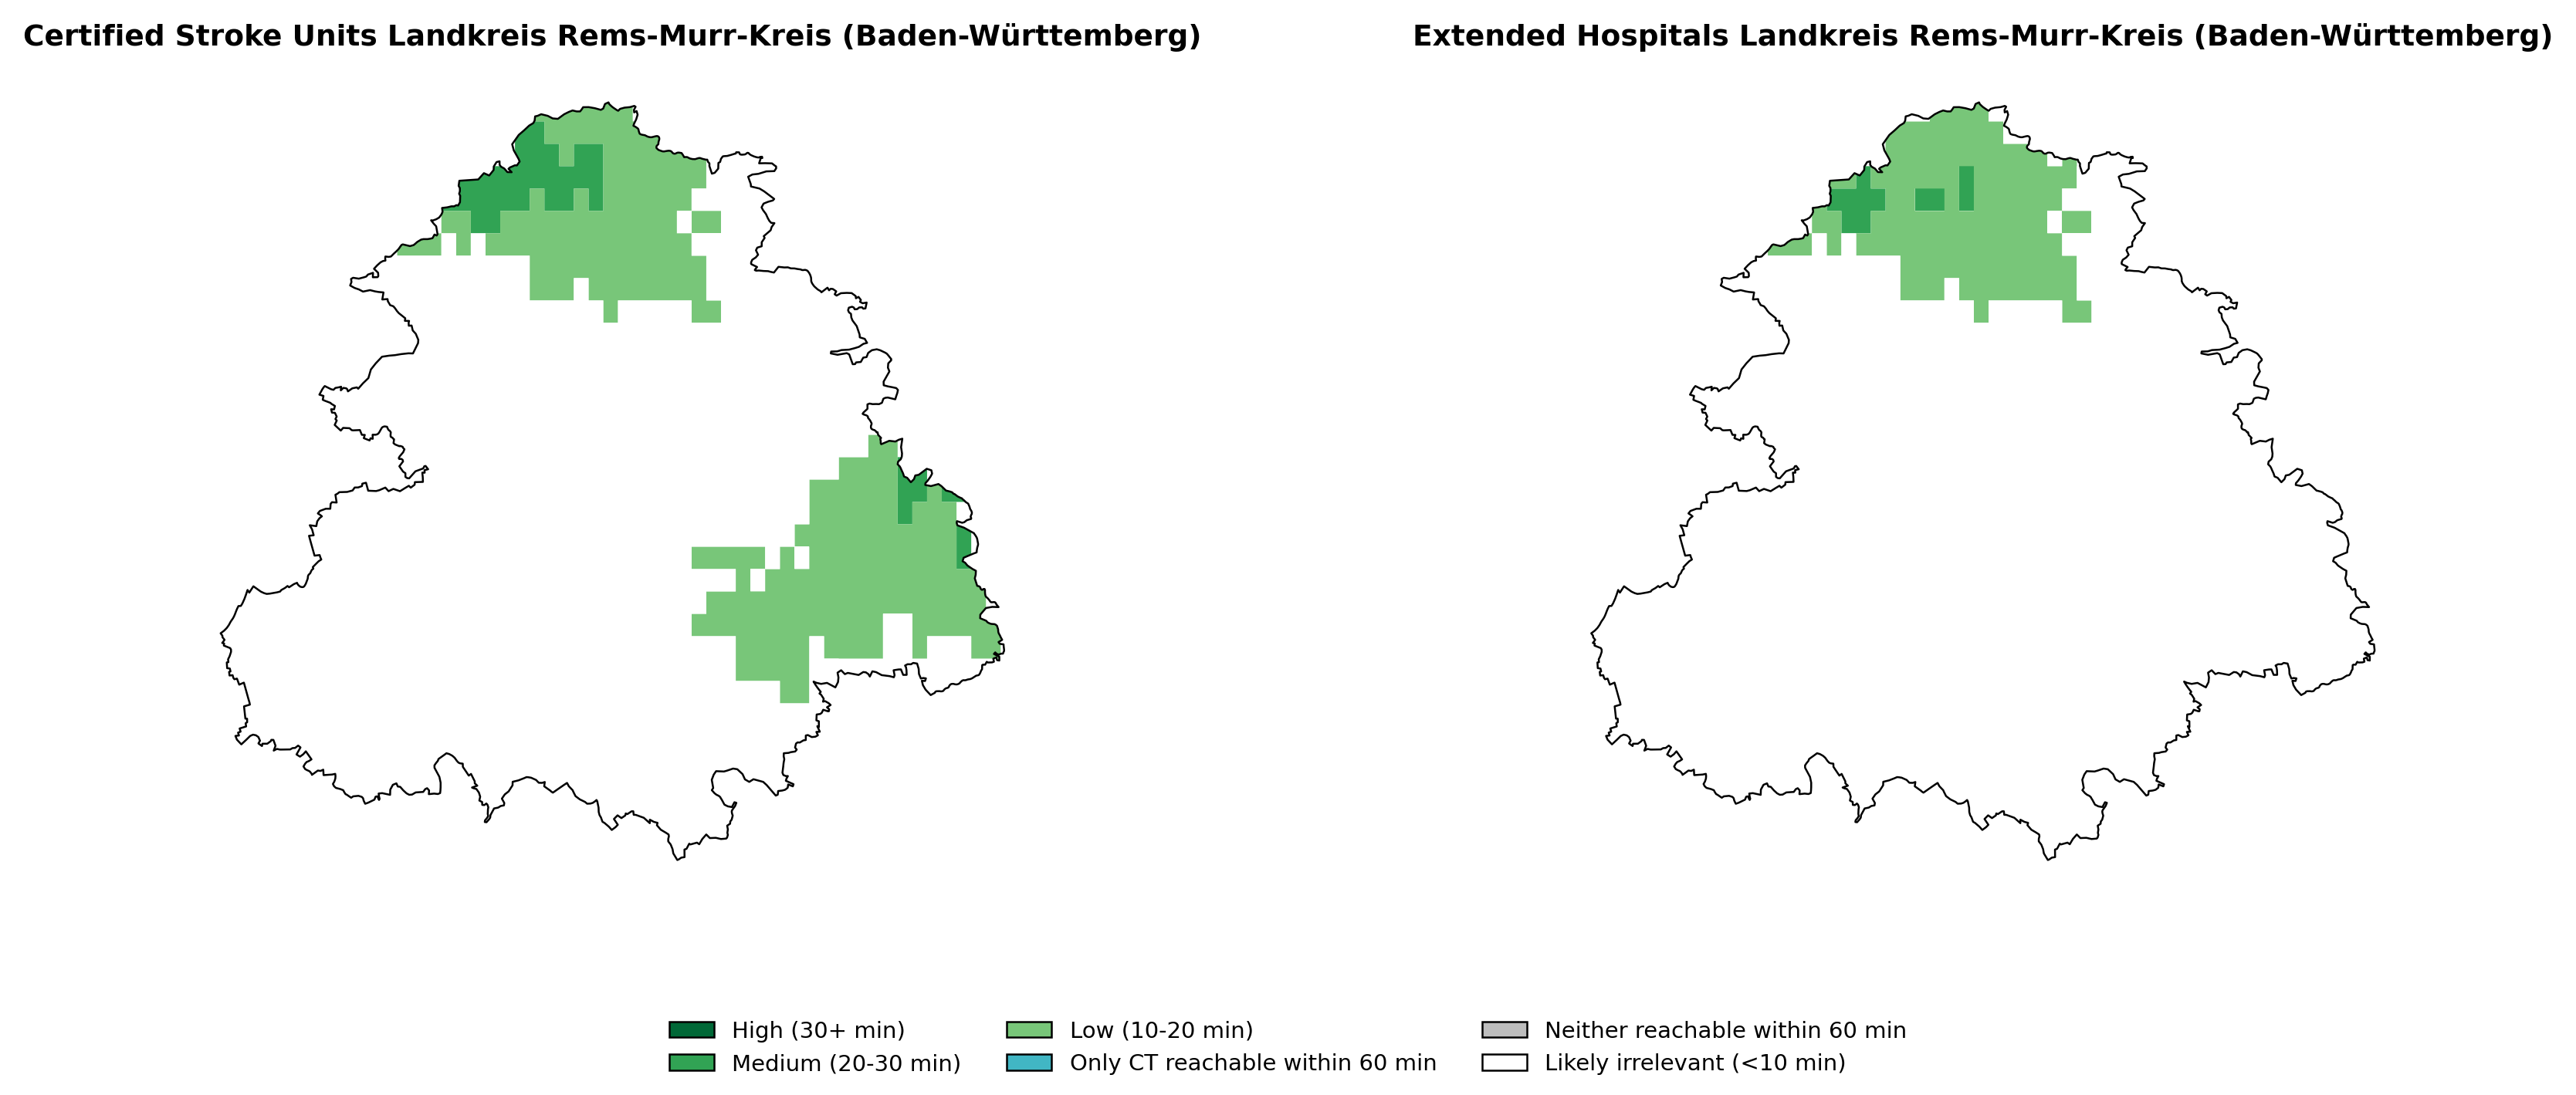 Certified Stroke Units Landkreis Rems-Murr-Kreis (Baden-Württemberg)
Extended Hospitals Landkreis Rems-Murr-Kreis (Baden-Württemberg)
High (30+ min)
Medium (20-30 min)
Low (10-20 min)
Only CT reachable within 60 min
Neither reachable within 60 min
Likely irrelevant (<10 min)